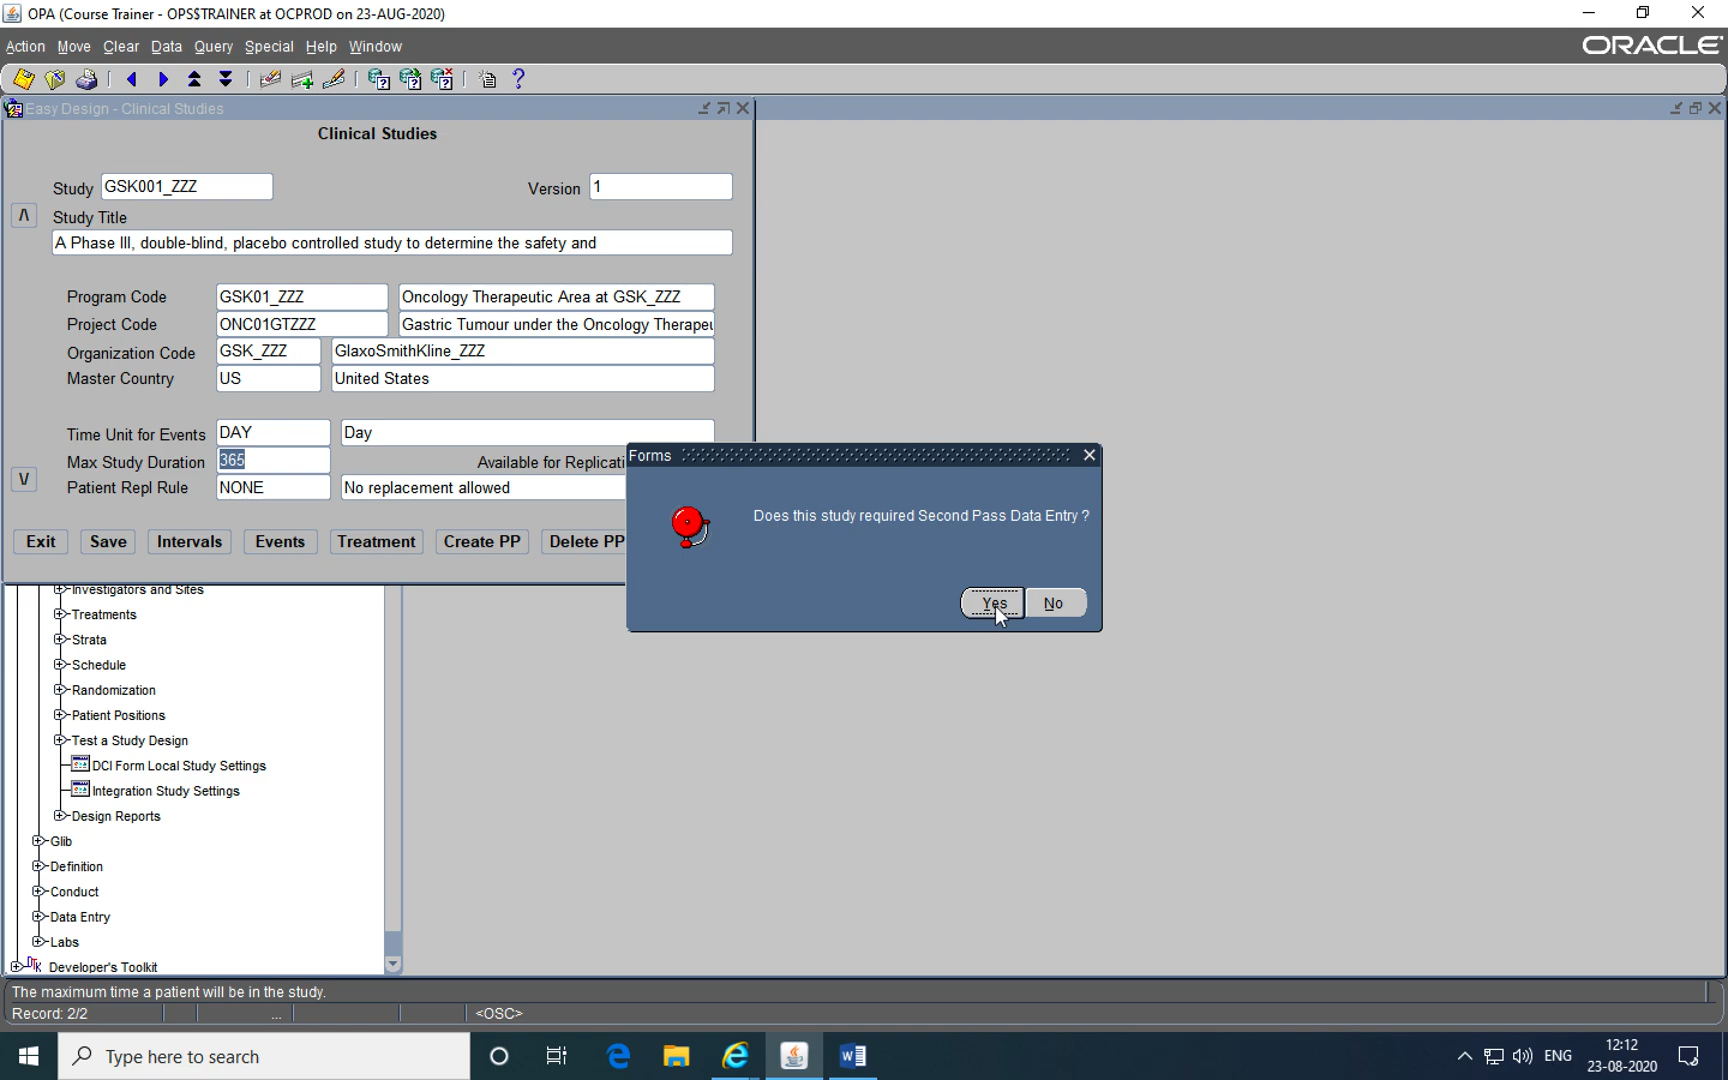 OPA (Course Trainer - OPS$TRAINER at OCPROD on 23-AUG-2020)
Action Move Clear Data Query Special Help Window
ORACLE
Easy Design - Clinical Studies
Clinical Studies
Study GSK001_ZZZ Version 1
Study Title
A Phase III, double-blind, placebo controlled study to determine the safety and
Program Code GSK01_ZZZ Oncology Therapeutic Area at GSK_ZZZ
Project Code ONC01GTZZZ Gastric Tumour under the Oncology Therapeu
Organization Code GSK_ZZZ GlaxoSmithKline_ZZZ
Master Country US United States
Time Unit for Events DAY Day
Max Study Duration 365 Available for Replicati
Patient Repl Rule NONE No replacement allowed
Exit Save Intervals Events Treatment Create PP Delete PP
Forms
Does this study required Second Pass Data Entry ?
Yes No
Investigators and Sites
Treatments
Strata
Schedule
Randomization
Patient Positions
Test a Study Design
DCI Form Local Study Settings
Integration Study Settings
Design Reports
Glib
Definition
Conduct
Data Entry
Labs
Developer's Toolkit
The maximum time a patient will be in the study.
Record: 2/2 ... <OSC>
Type here to search
ENG
12:12
23-08-2020